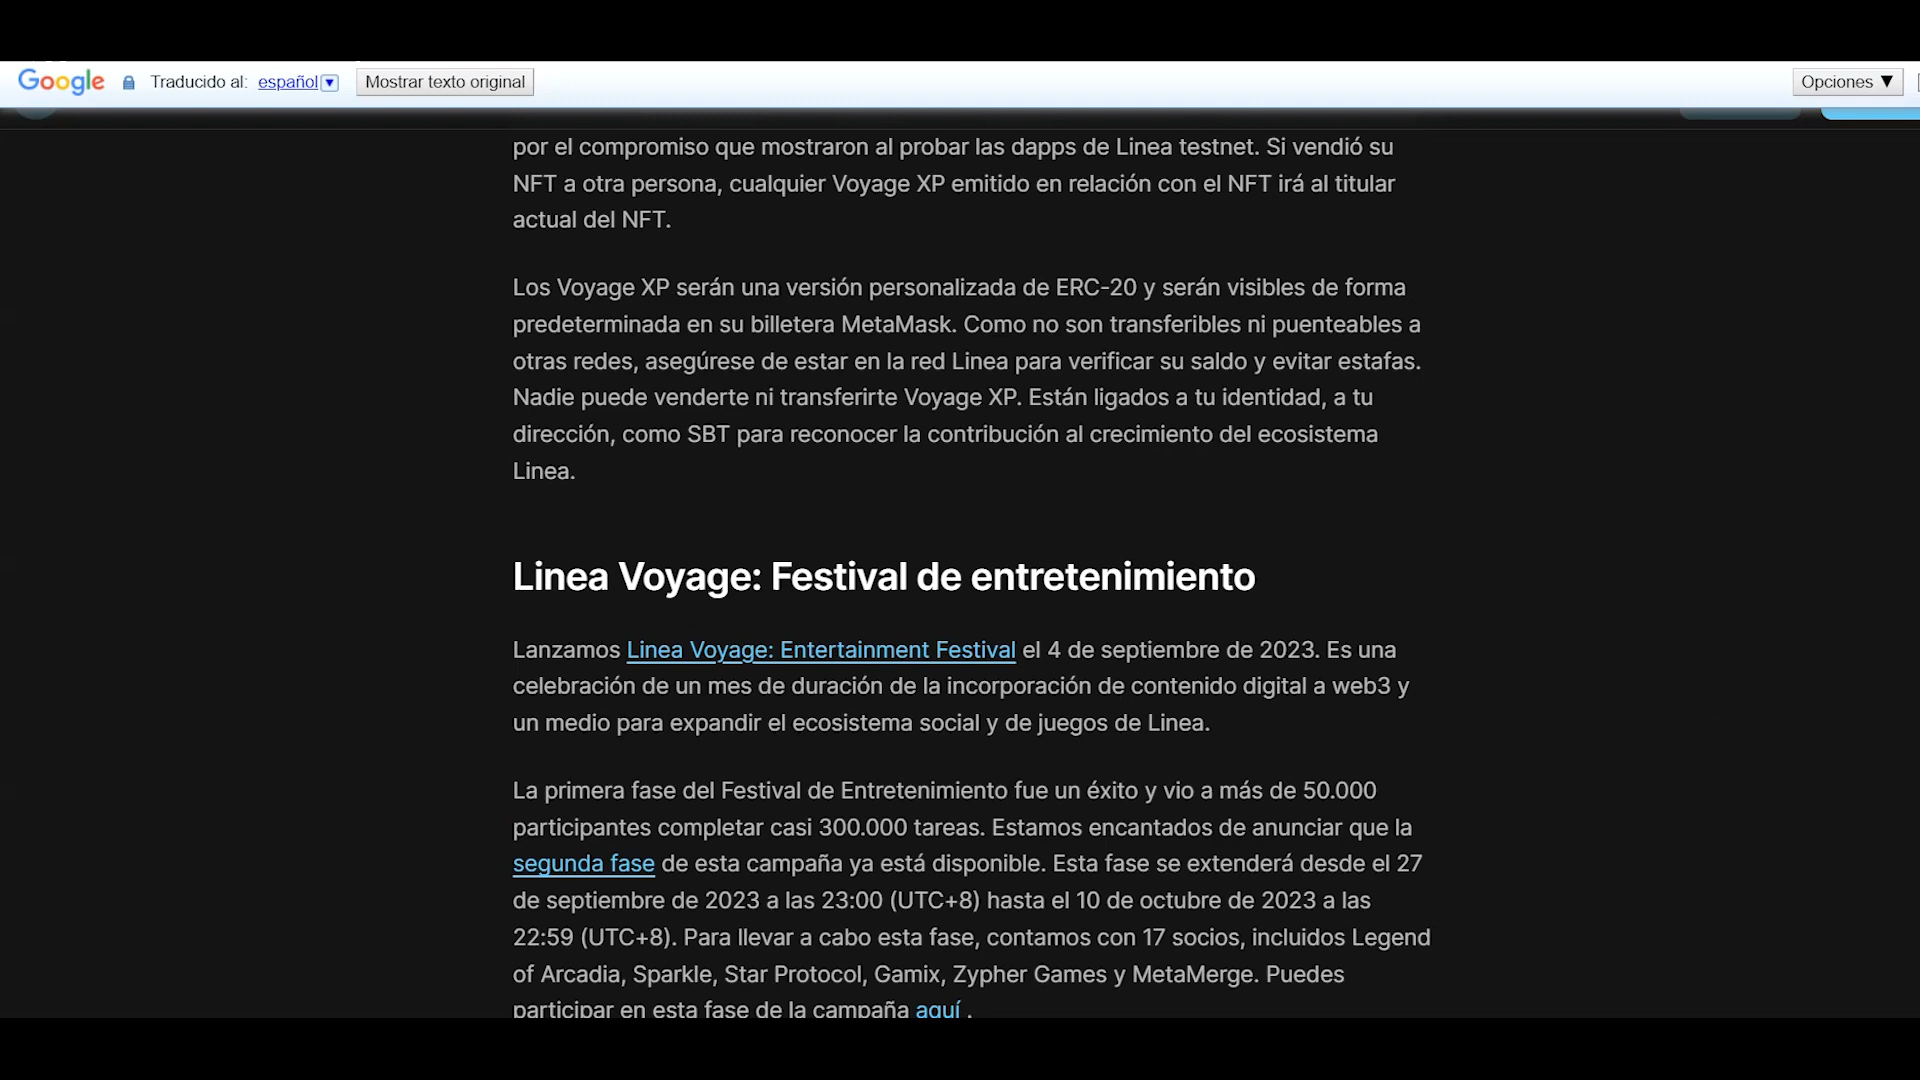 Google Traducido al: español Mostrar texto original Opciones ▼
por el compromiso que mostraron al probar las dapps de Linea testnet. Si vendió su
NFT a otra persona, cualquier Voyage XP emitido en relación con el NFT irá al titular
actual del NFT.
Los Voyage XP serán una versión personalizada de ERC-20 y serán visibles de forma
predeterminada en su billetera MetaMask. Como no son transferibles ni puenteables a
otras redes, asegúrese de estar en la red Linea para verificar su saldo y evitar estafas.
Nadie puede venderte ni transferirte Voyage XP. Están ligados a tu identidad, a tu
dirección, como SBT para reconocer la contribución al crecimiento del ecosistema
Linea.
Linea Voyage: Festival de entretenimiento
Lanzamos Linea Voyage: Entertainment Festival el 4 de septiembre de 2023. Es una
celebración de un mes de duración de la incorporación de contenido digital a web3 y
un medio para expandir el ecosistema social y de juegos de Linea.
La primera fase del Festival de Entretenimiento fue un éxito y vio a más de 50.000
participantes completar casi 300.000 tareas. Estamos encantados de anunciar que la
segunda fase de esta campaña ya está disponible. Esta fase se extenderá desde el 27
de septiembre de 2023 a las 23:00 (UTC+8) hasta el 10 de octubre de 2023 a las
22:59 (UTC+8). Para llevar a cabo esta fase, contamos con 17 socios, incluidos Legend
of Arcadia, Sparkle, Star Protocol, Gamix, Zypher Games y MetaMerge. Puedes
participar en esta fase de la campaña aquí .